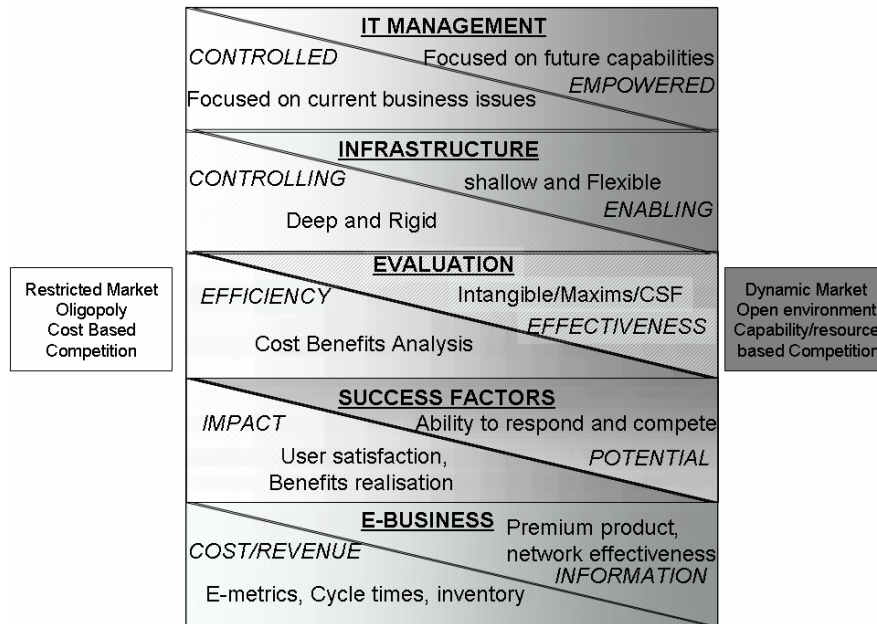 IT MANAGEMENT
CONTROLLED
Focused on future capabilities
EMPOWERED
Focused on current business issues
INFRASTRUCTURE
CONTROLLING
shallow and Flexible
ENABLING
Deep and Rigid
Restricted Market
Oligopoly
Cost Based
Competition
EVALUATION
EFFICIENCY
Intangible/Maxims/CSF
EFFECTIVENESS
Cost Benefits Analysis
Dynamic Market
Open environment
Capability/resource
based Competition
SUCCESS FACTORS
IMPACT
Ability to respond and compete
User satisfaction,
Benefits realisation
POTENTIAL
E-BUSINESS
Premium product,
network effectiveness
COST/REVENUE
INFORMATION
E-metrics, Cycle times, inventory